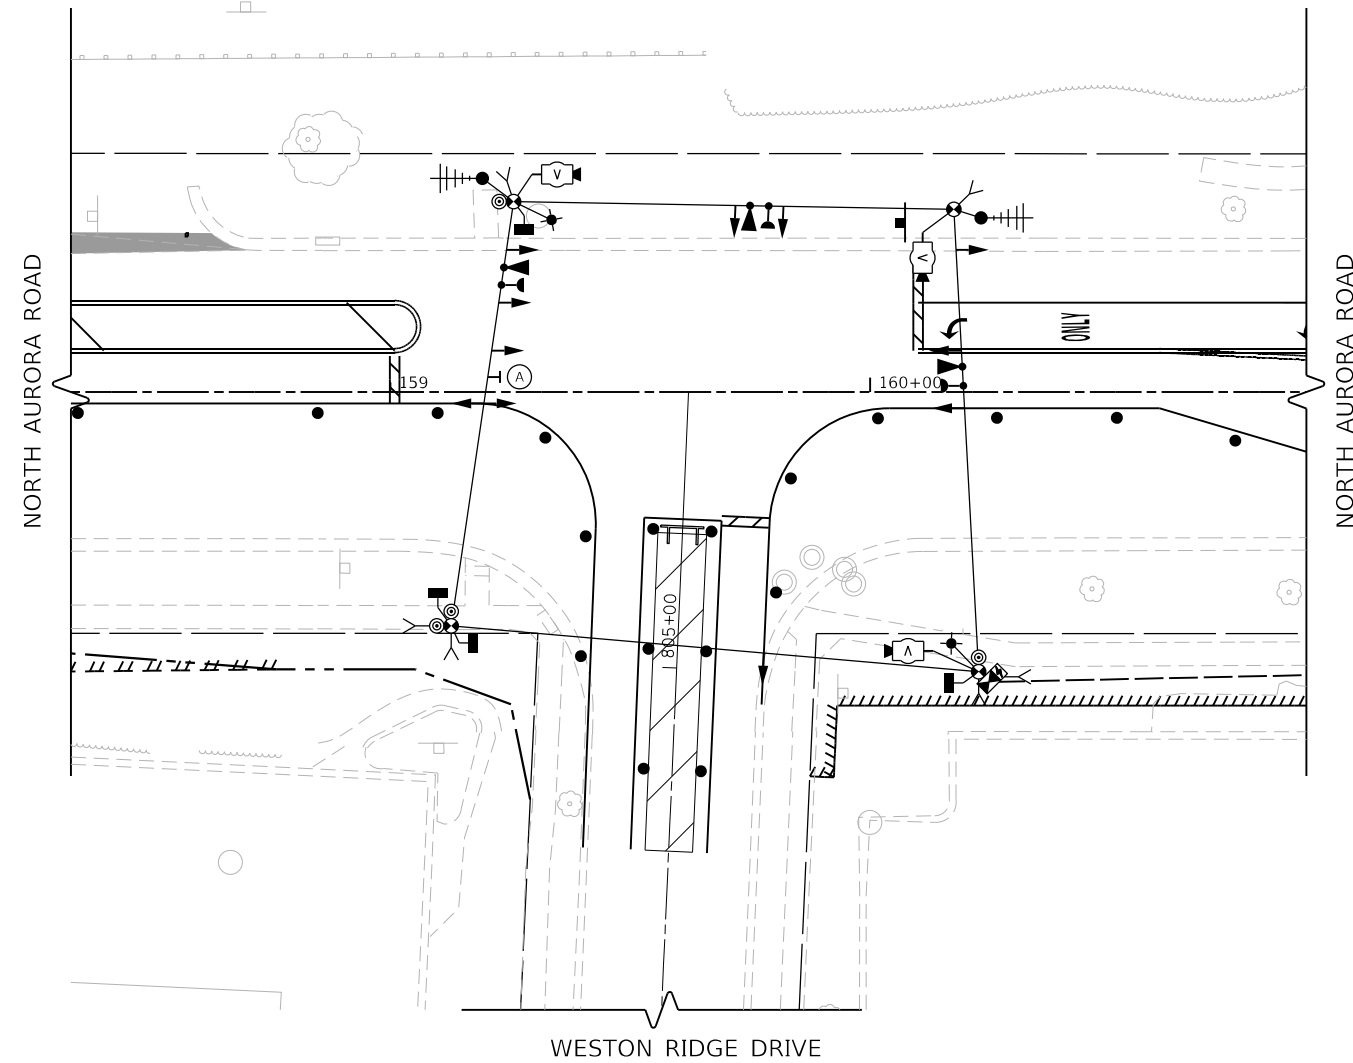 V
V
NORTH AURORA ROAD
NORTH AURORA ROAD
ONLY
159
A
160+00
805+00
V
WESTON RIDGE DRIVE